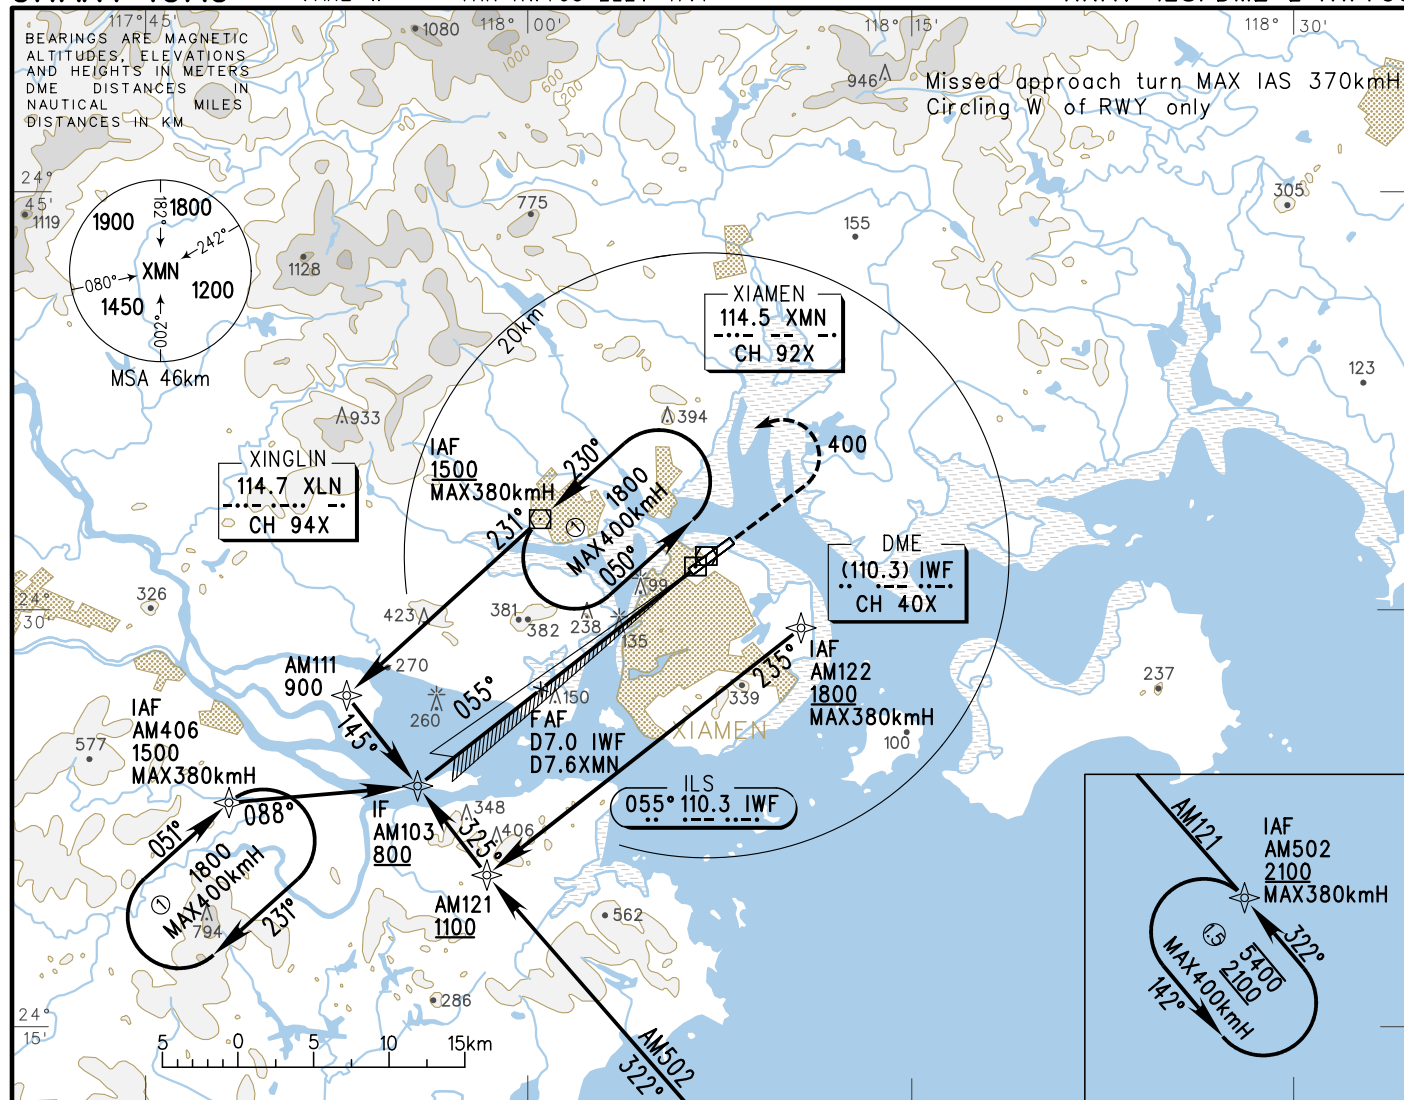 117° 45'
118° 00'
118° 15'
118° 30'
BEARINGS ARE MAGNETIC
ALTITUDES, ELEVATIONS
AND HEIGHTS IN METERS
DME DISTANCES IN
NAUTICAL MILES
DISTANCES IN KM
1080
1000
600
200
946
Missed approach turn MAX IAS 370kmH
Circling W of RWY only
24°
45'
1119
1900
182°
1800
242°
080°
XMN
1450
1200
002°
MSA 46km
775
155
305
1128
20km
XIAMEN
114.5 XMN
CH 92X
123
933
394
IAF
1500
MAX380kmH
230°
400
XINGLIN
114.7 XLN
CH 94X
231°
1800
MAX400kmH
1
050°
DME
(110.3) IWF
CH 40X
99
24°
30'
326
423
381
382
238
135
AM111
900
270
260
055°
150
235°
IAF
AM122
1800
MAX380kmH
339
237
100
XIAMEN
FAF
D7.0 IWF
D7.6XMN
145°
IAF
AM406
1500
MAX380kmH
577
088°
IF
AM103
800
348
406
325°
ILS
055° 110.3 IWF
051°
1800
MAX400kmH
1
794
231°
AM121
1100
562
286
24°
15'
5 0 5 10 15km
AM502
322°
AM121
IAF
AM502
2100
MAX380kmH
322°
1.5
5400
2100
MAX400kmH
142°